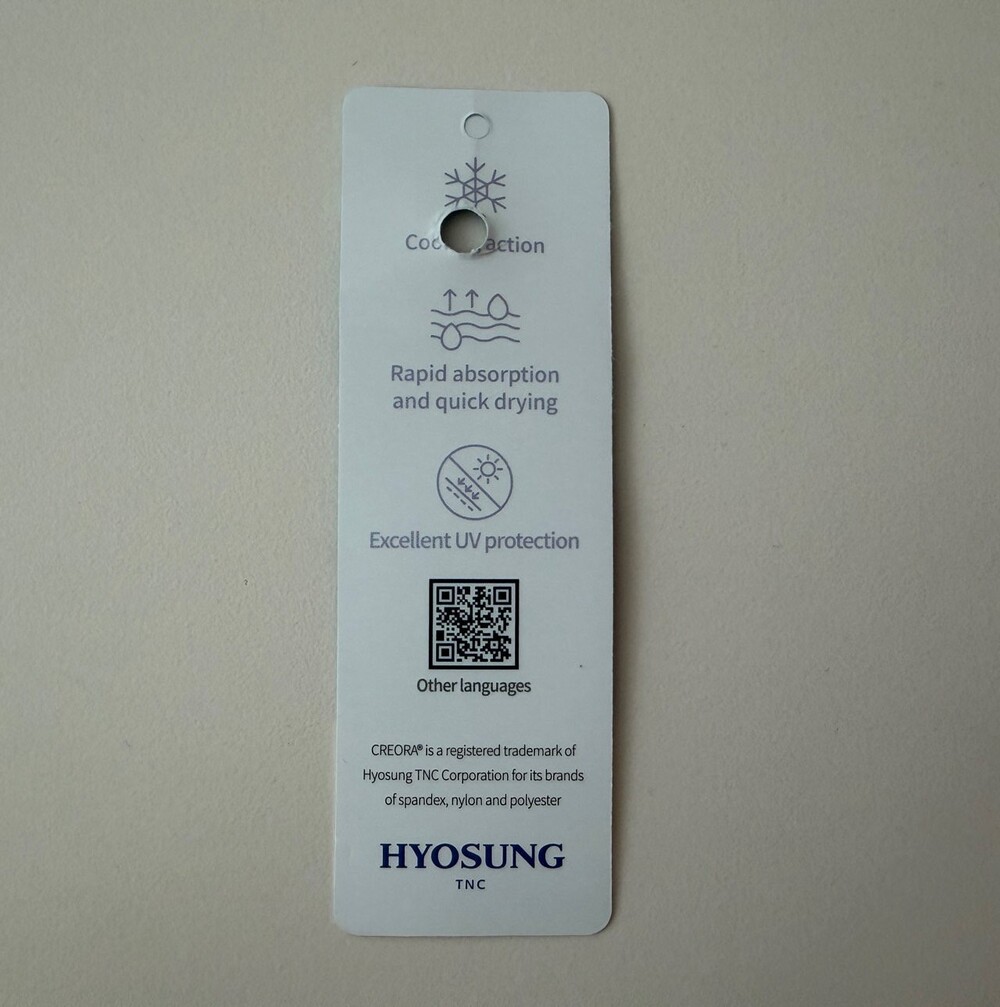 Rapid absorption
and quick drying
Excellent UV protection
Other languages
CREORA® is a registered trademark of
Hyosung TNC Corporation for its brands
of spandex, nylon and polyester
HYOSUNG
TNC